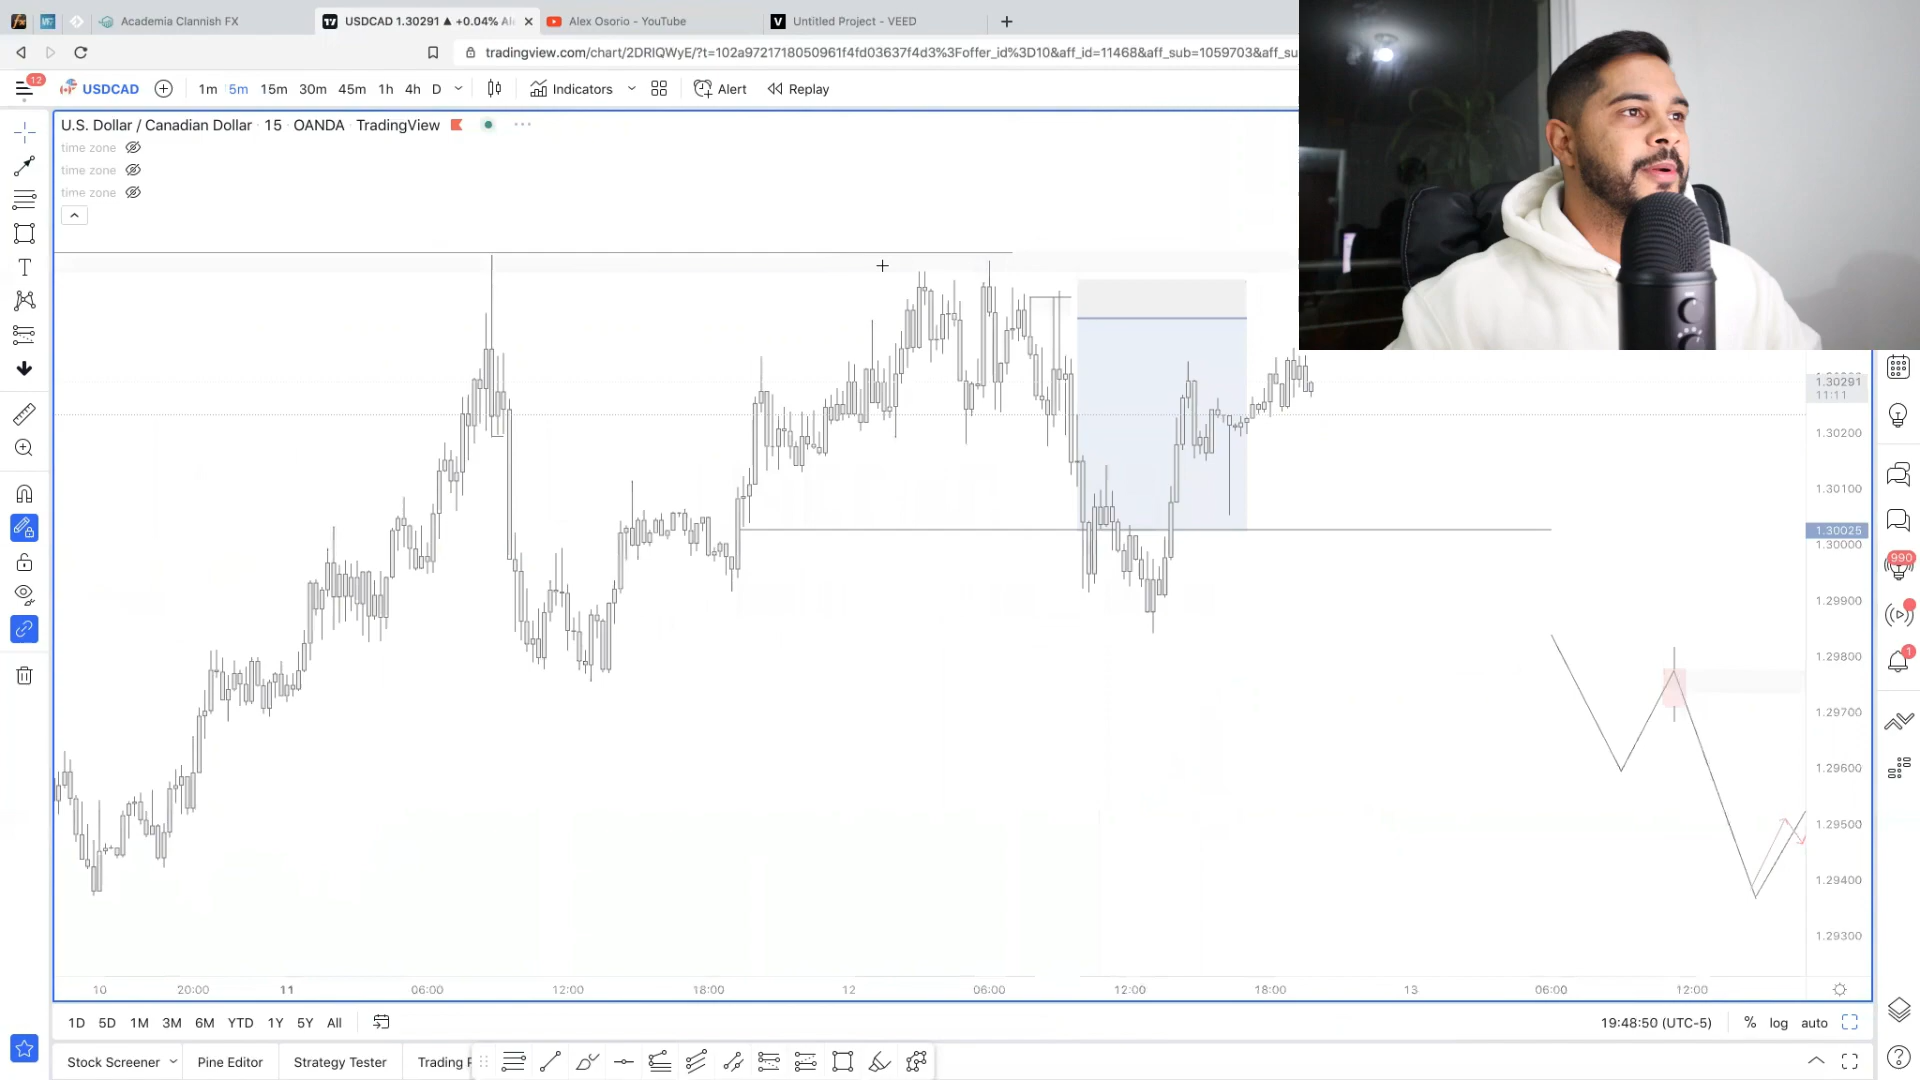 Academia Clannish FX
USDCAD 1.30291 ▲ +0.04%
Alex Osorio - YouTube
Untitled Project - VEED
tradingview.com/chart/2DRIQWyE/?t=102a9721718050961f4fd03637f4d3%3Foffer_id%3D10&aff_id=11468&aff_sub=1059703&aff_su
12
USDCAD
1m 5m 15m 30m 45m 1h 4h D
Indicators
Alert
Replay
U.S. Dollar / Canadian Dollar · 15 · OANDA · TradingView
time zone
time zone
time zone
1.30291
11:11
1.30200
1.30100
1.30025
1.30000
1.29900
1.29800
1.29700
1.29600
1.29500
1.29400
1.29300
990
1
10 20:00 11 06:00 12:00 18:00 12 06:00 12:00 18:00 13 06:00 12:00
1D 5D 1M 3M 6M YTD 1Y 5Y All
19:48:50 (UTC-5) % log auto
Stock Screener Pine Editor Strategy Tester Trading